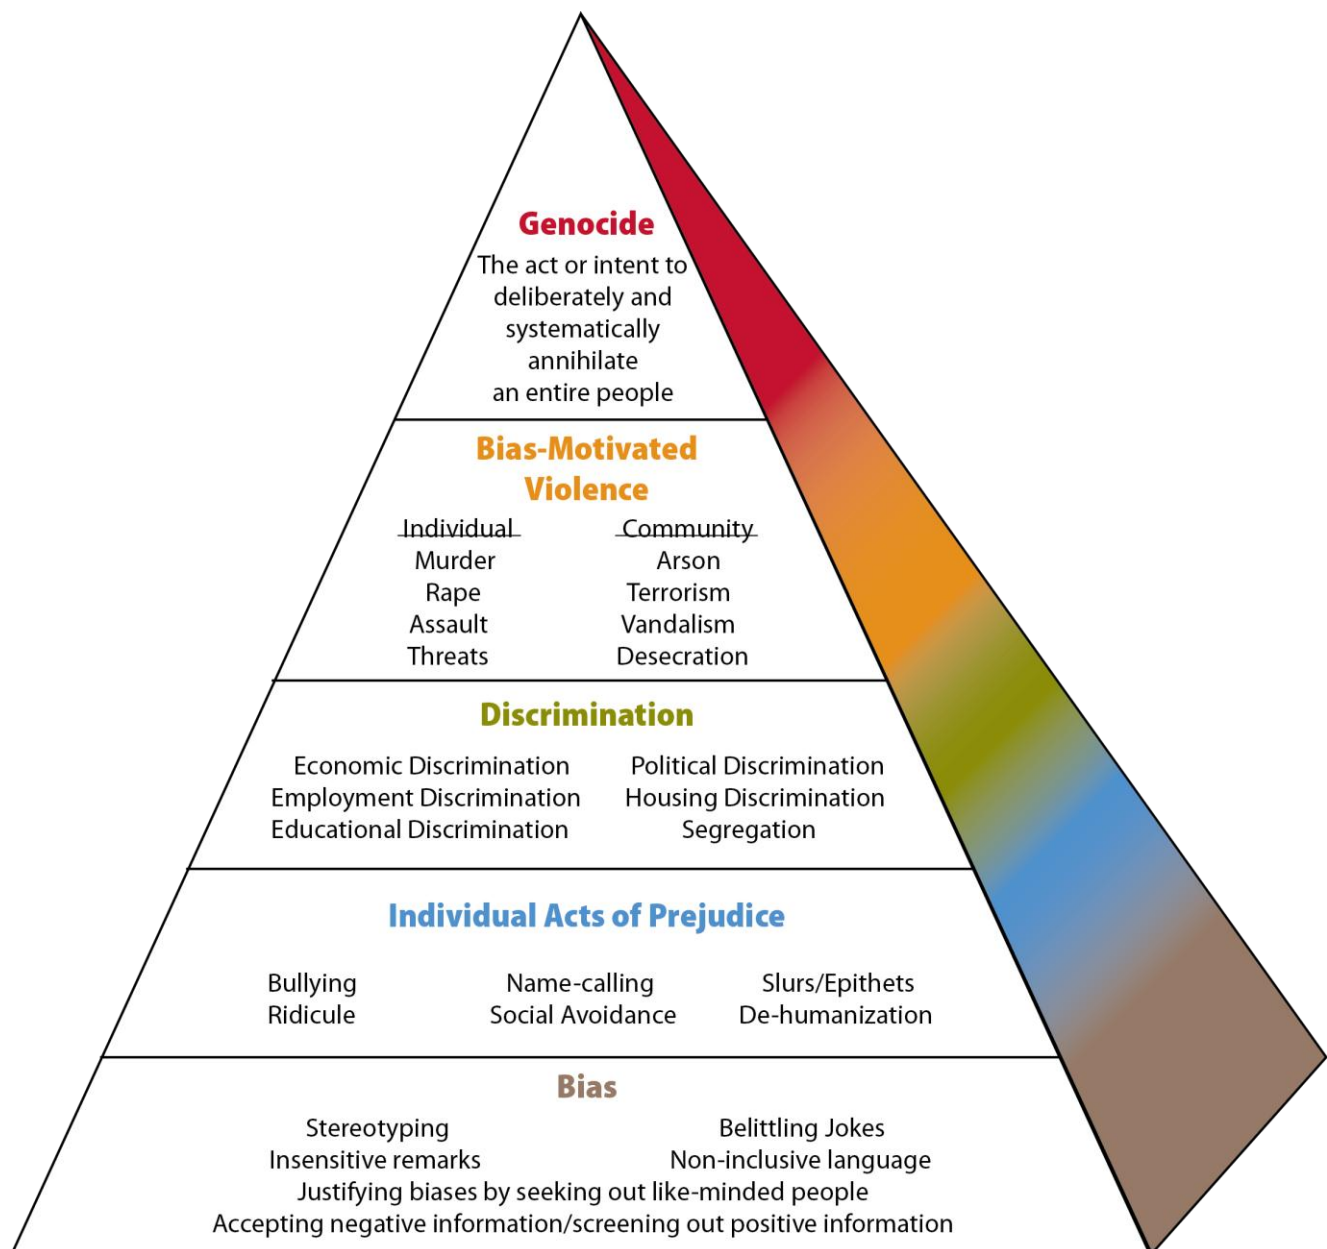 Genocide
The act or intent to
deliberately and
systematically
annihilate
an entire people
Bias-Motivated
Violence
Individual Community
Murder Arson
Rape Terrorism
Assault Vandalism
Threats Desecration
Discrimination
Economic Discrimination Political Discrimination
Employment Discrimination Housing Discrimination
Educational Discrimination Segregation
Individual Acts of Prejudice
Bullying Name-calling Slurs/Epithets
Ridicule Social Avoidance De-humanization
Bias
Stereotyping Belittling Jokes
Insensitive remarks Non-inclusive language
Justifying biases by seeking out like-minded people
Accepting negative information/screening out positive information